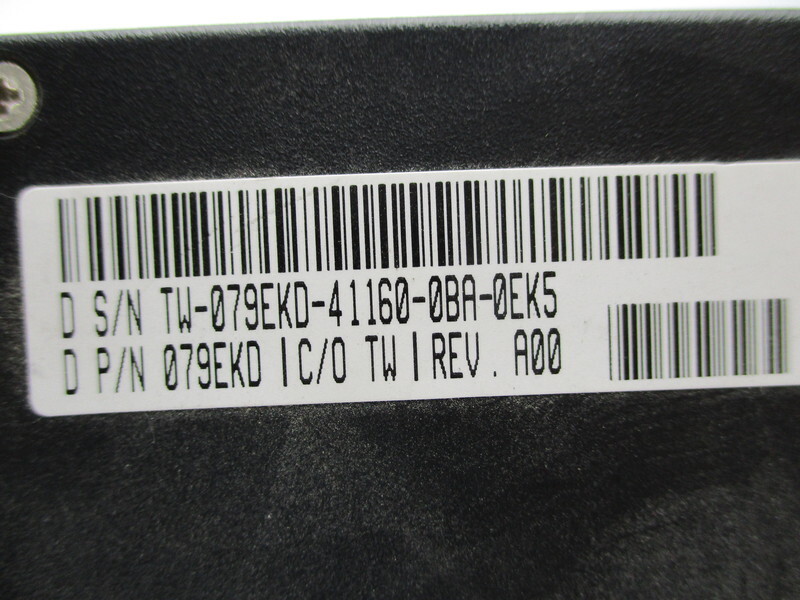 D S/N TW-079EKD-41160-0BA-0EK5
D P/N 079EKD |C/O TW | REV. A00